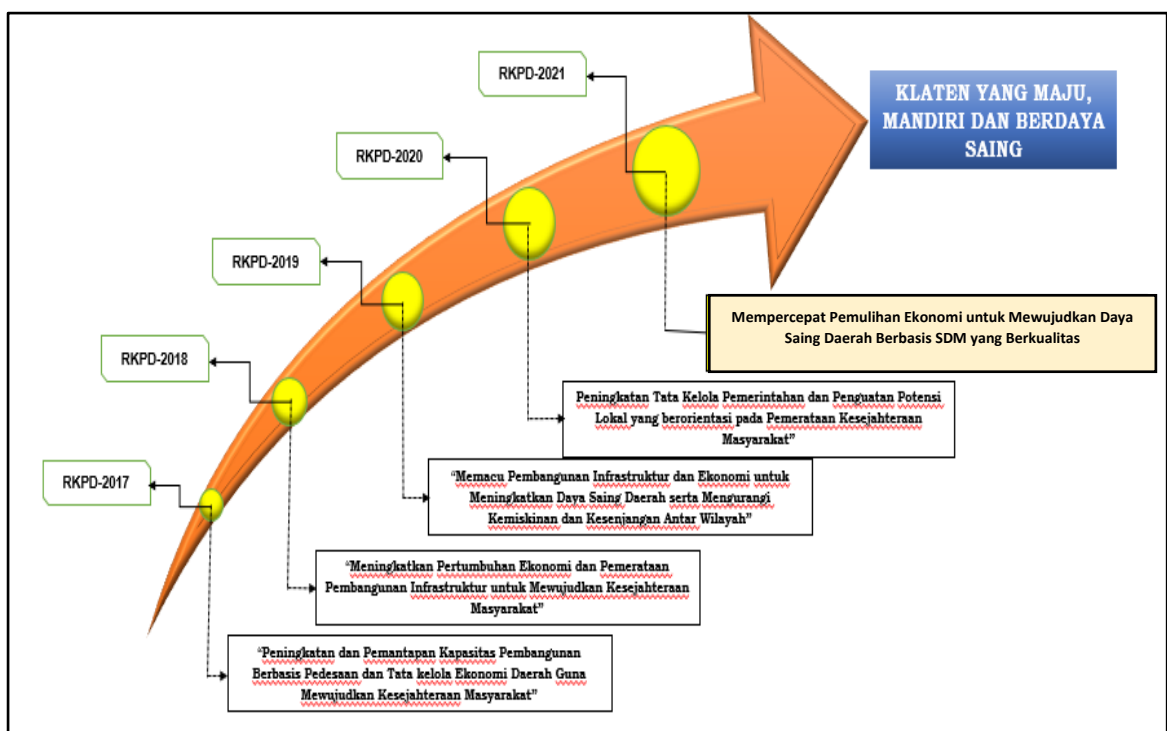 RKPD-2021
KLATEN YANG MAJU,
MANDIRI DAN BERDAYA
SAING
RKPD-2020
RKPD-2019
Mempercepat Pemulihan Ekonomi untuk Mewujudkan Daya
Saing Daerah Berbasis SDM yang Berkualitas
RKPD-2018
Peningkatan Tata Kelola Pemerintahan dan Penguatan Potensi
Lokal yang berorientasi pada Pemerataan Kesejahteraan
Masyarakat”
RKPD-2017
“Memacu Pembangunan Infrastruktur dan Ekonomi untuk
Meningkatkan Daya Saing Daerah serta Mengurangi
Kemiskinan dan Kesenjangan Antar Wilayah”
“Meningkatkan Pertumbuhan Ekonomi dan Pemerataan
Pembangunan Infrastruktur untuk Mewujudkan Kesejahteraan
Masyarakat”
“Peningkatan dan Pemantapan Kapasitas Pembangunan
Berbasis Pedesaan dan Tata kelola Ekonomi Daerah Guna
Mewujudkan Kesejahteraan Masyarakat”